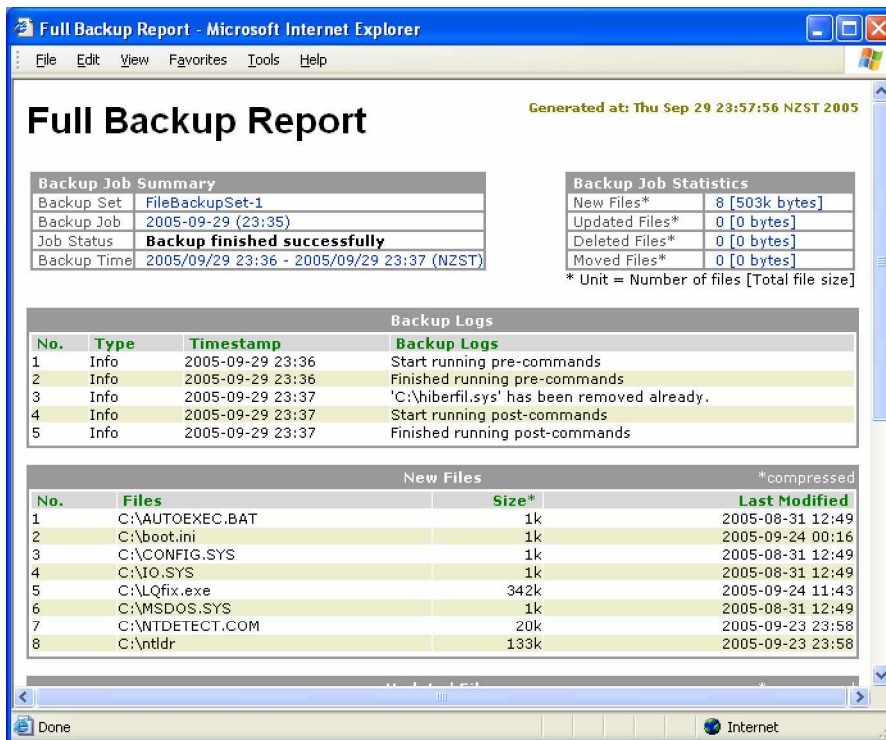 Full Backup Report - Microsoft Internet Explorer
File Edit View Favorites Tools Help
Generated at: Thu Sep 29 23:57:56 NZST 2005
Full Backup Report
Backup Job Summary
Backup Set FileBackupSet-1
Backup Job 2005-09-29 (23:35)
Job Status Backup finished successfully
Backup Time 2005/09/29 23:36 - 2005/09/29 23:37 (NZST)
Backup Job Statistics
New Files* 8 [503k bytes]
Updated Files* 0 [0 bytes]
Deleted Files* 0 [0 bytes]
Moved Files* 0 [0 bytes]
* Unit = Number of files [Total file size]
Backup Logs
No. Type Timestamp Backup Logs
1 Info 2005-09-29 23:36 Start running pre-commands
2 Info 2005-09-29 23:36 Finished running pre-commands
3 Info 2005-09-29 23:37 'C:\hiberfil.sys' has been removed already.
4 Info 2005-09-29 23:37 Start running post-commands
5 Info 2005-09-29 23:37 Finished running post-commands
New Files *compressed
No. Files Size* Last Modified
1 C:\AUTOEXEC.BAT 1k 2005-08-31 12:49
2 C:\boot.ini 1k 2005-09-24 00:16
3 C:\CONFIG.SYS 1k 2005-08-31 12:49
4 C:\IO.SYS 1k 2005-08-31 12:49
5 C:\LQfix.exe 342k 2005-09-24 11:43
6 C:\MSDOS.SYS 1k 2005-08-31 12:49
7 C:\NTDETECT.COM 20k 2005-09-23 23:58
8 C:\ntldr 133k 2005-09-23 23:58
Done Internet